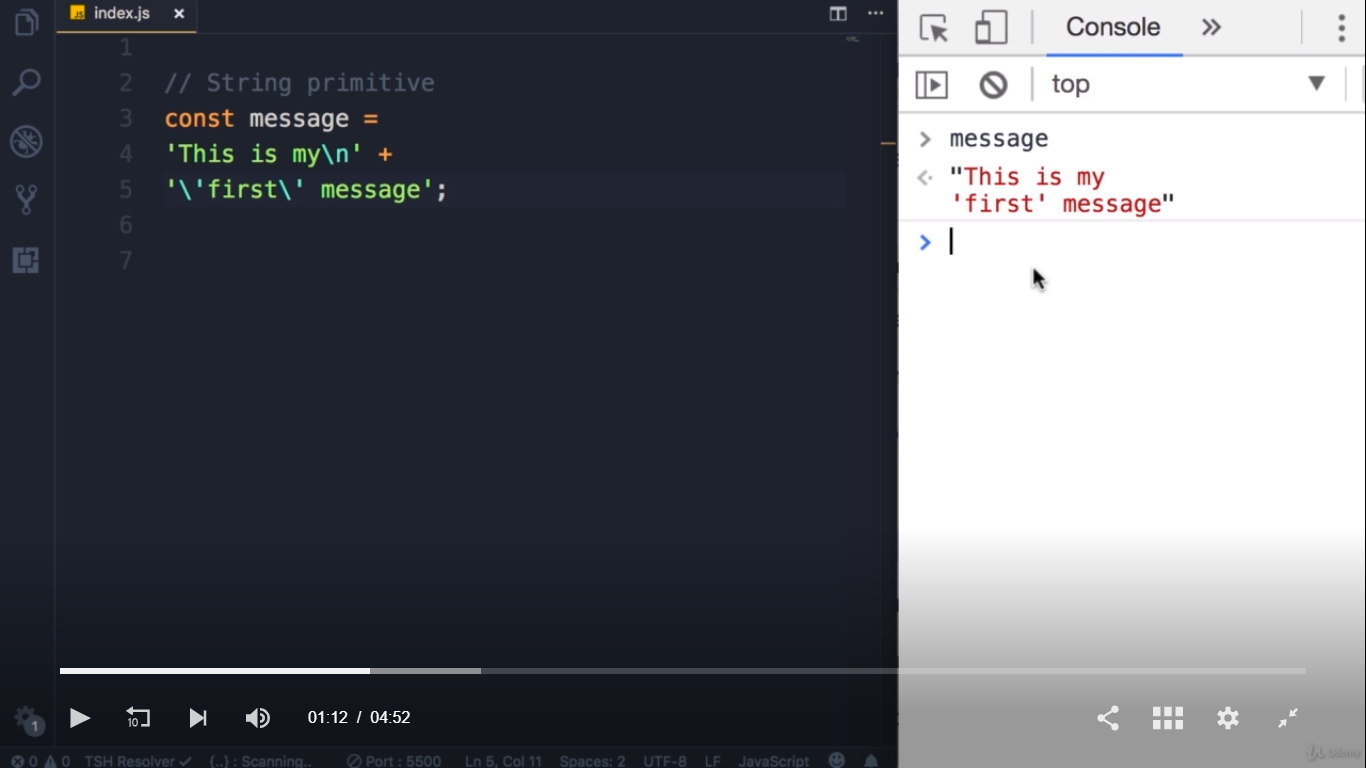 index.js
1
2 // String primitive
3 const message =
4 'This is my\n' +
5 '\'first\' message';
6
7
Console
top
message
"This is my
'first' message"
10
01:12 / 04:52
1
0 0 TSH Resolver {..} : Scanning.. Port : 5500 Ln 5, Col 11 Spaces: 2 UTF-8 LF JavaScript
Udemy